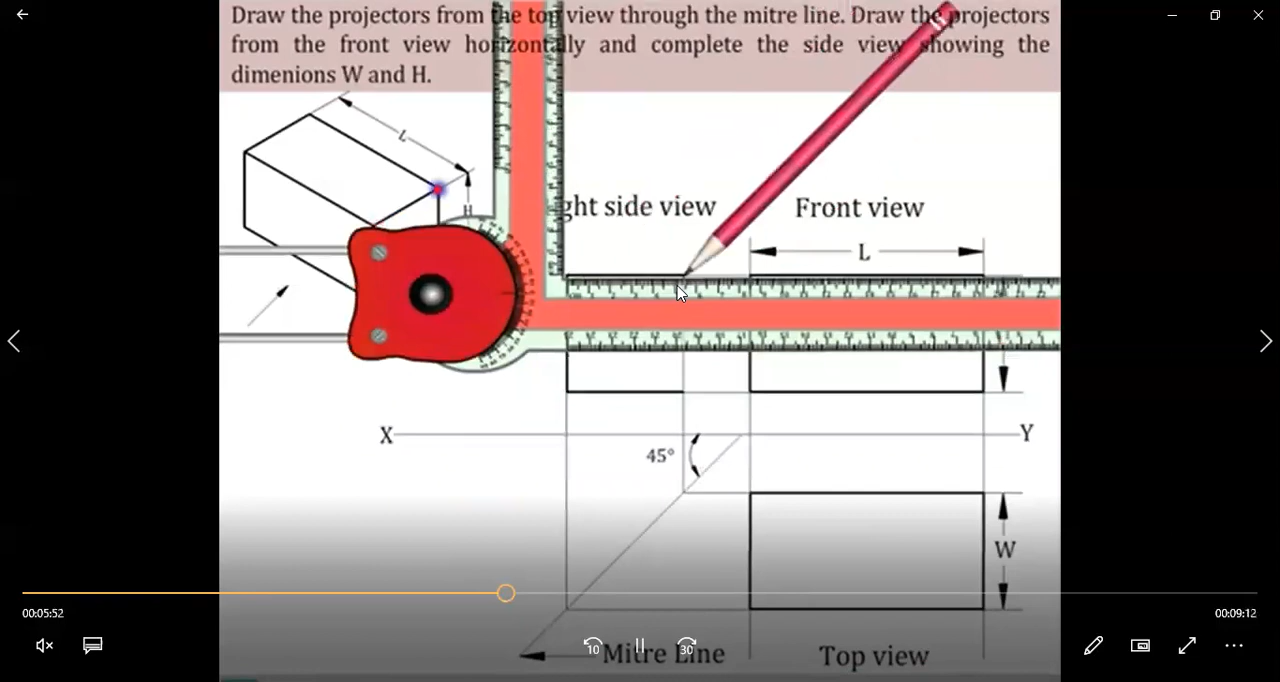 Draw the projectors from the top view through the mitre line. Draw the projectors
from the front view horizontally and complete the side view showing the
dimenions W and H.
L
H
ght side view
Front view
L
X
Y
45°
W
Mitre Line
Top view
00:05:52
00:09:12
10
30